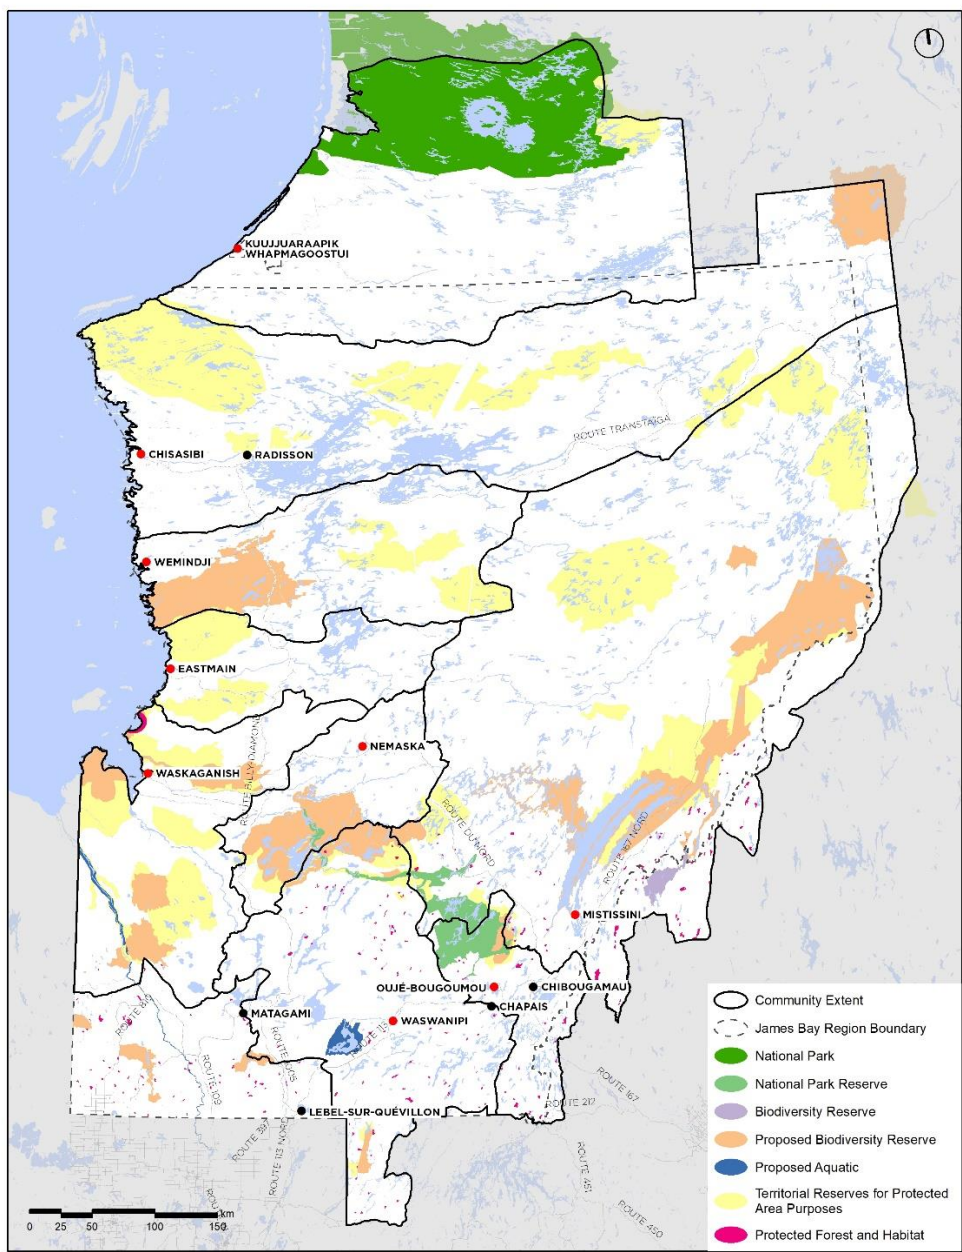 KUUJJUARAAPIK
WHAPMAGOOSTUI
ROUTE TRANSTAIGA
CHISASIBI
RADISSON
WEMINDJI
EASTMAIN
NEMASKA
WASKAGANISH
ROUTE DU NORD
ROUTE 167 NORD
MISTISSINI
OUJÉ-BOUGOUMOU
CHIBOUGAMAU
CHAPAIS
MATAGAMI
WASWANIPI
ROUTE 109
LEBEL-SUR-QUÉVILLON
ROUTE 167
ROUTE 212
ROUTE 397
ROUTE 113 NORD
ROUTE 451
ROUTE 450
Community Extent
James Bay Region Boundary
National Park
National Park Reserve
Biodiversity Reserve
Proposed Biodiversity Reserve
Proposed Aquatic
Territorial Reserves for Protected
Area Purposes
Protected Forest and Habitat
km
0 25 50 100 150